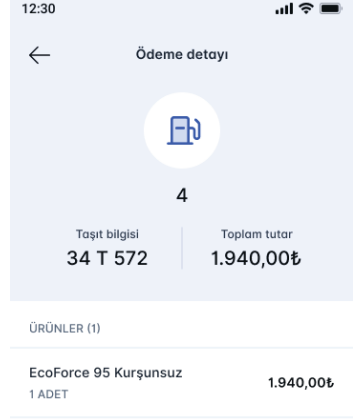 12:30
Ödeme detayı
4
Taşıt bilgisi
34 T 572
Toplam tutar
1.940,00₺
ÜRÜNLER (1)
EcoForce 95 Kurşunsuz
1 ADET
1.940,00₺